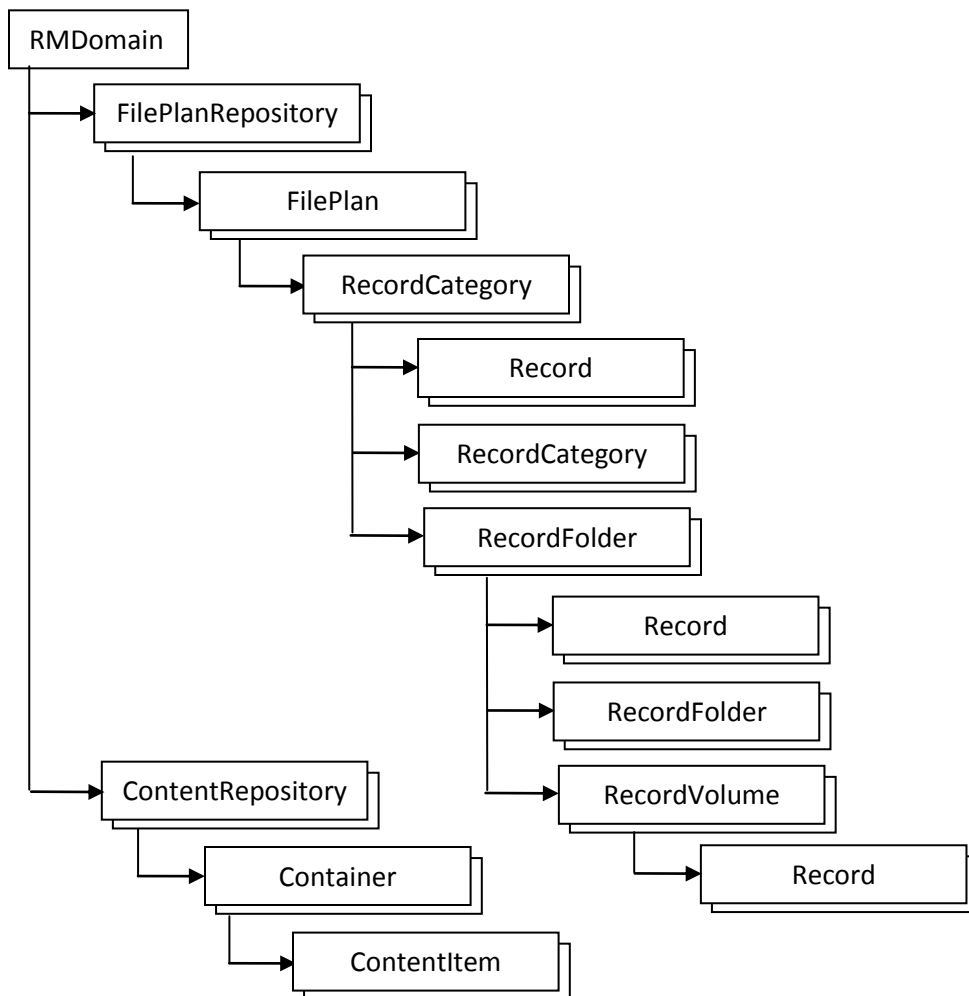 RMDomain
FilePlanRepository
FilePlan
RecordCategory
Record
RecordCategory
RecordFolder
Record
RecordFolder
RecordVolume
Record
ContentRepository
Container
ContentItem